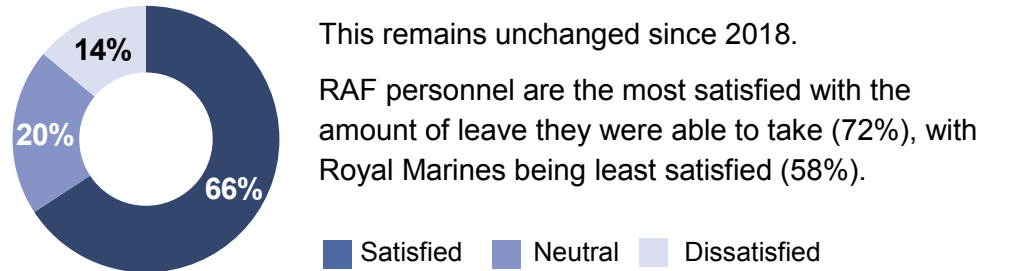 14%
20%
66%
This remains unchanged since 2018.
RAF personnel are the most satisfied with the
amount of leave they were able to take (72%), with
Royal Marines being least satisfied (58%).
Satisfied Neutral Dissatisfied